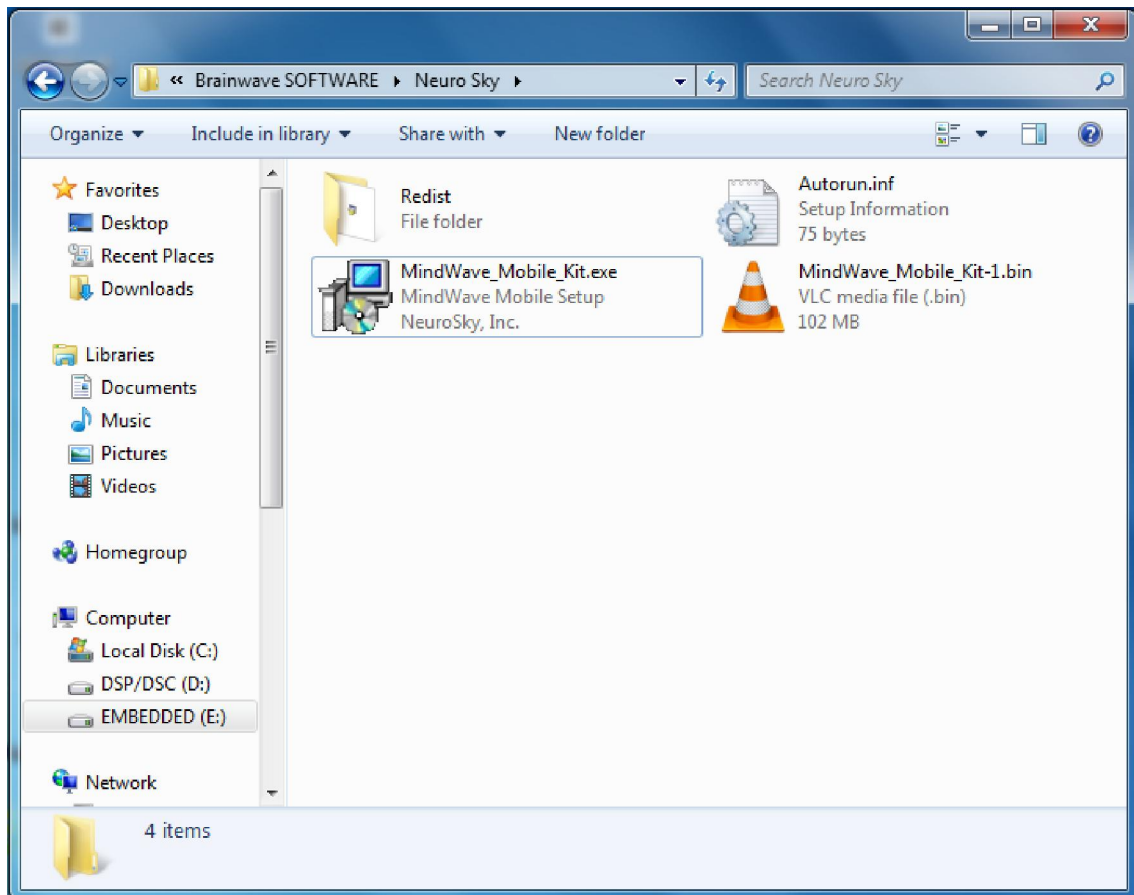 « Brainwave SOFTWARE ▸ Neuro Sky ▸
Search Neuro Sky
Organize
Include in library
Share with
New folder
Favorites
Desktop
Recent Places
Downloads
Libraries
Documents
Music
Pictures
Videos
Homegroup
Computer
Local Disk (C:)
DSP/DSC (D:)
EMBEDDED (E:)
Network
Redist
File folder
Autorun.inf
Setup Information
75 bytes
MindWave_Mobile_Kit.exe
MindWave Mobile Setup
NeuroSky, Inc.
MindWave_Mobile_Kit-1.bin
VLC media file (.bin)
102 MB
4 items